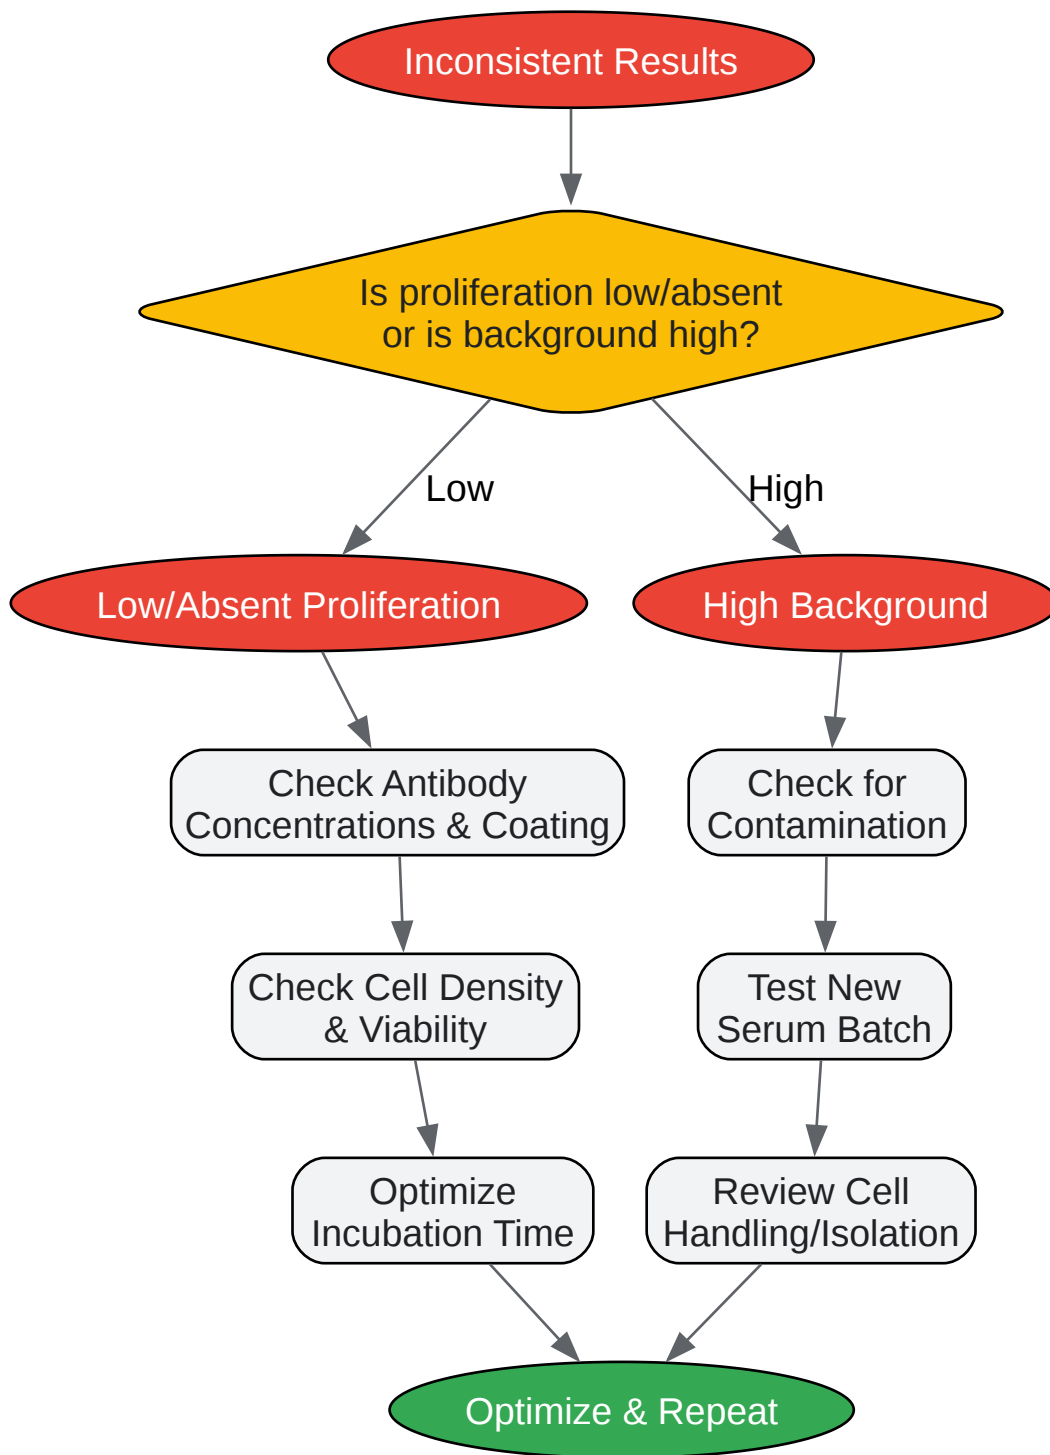 Inconsistent Results
Is proliferation low/absent
or is background high?
Low
High
Low/Absent Proliferation
High Background
Check Antibody
Concentrations & Coating
Check for
Contamination
Check Cell Density
& Viability
Test New
Serum Batch
Optimize
Incubation Time
Review Cell
Handling/Isolation
Optimize & Repeat